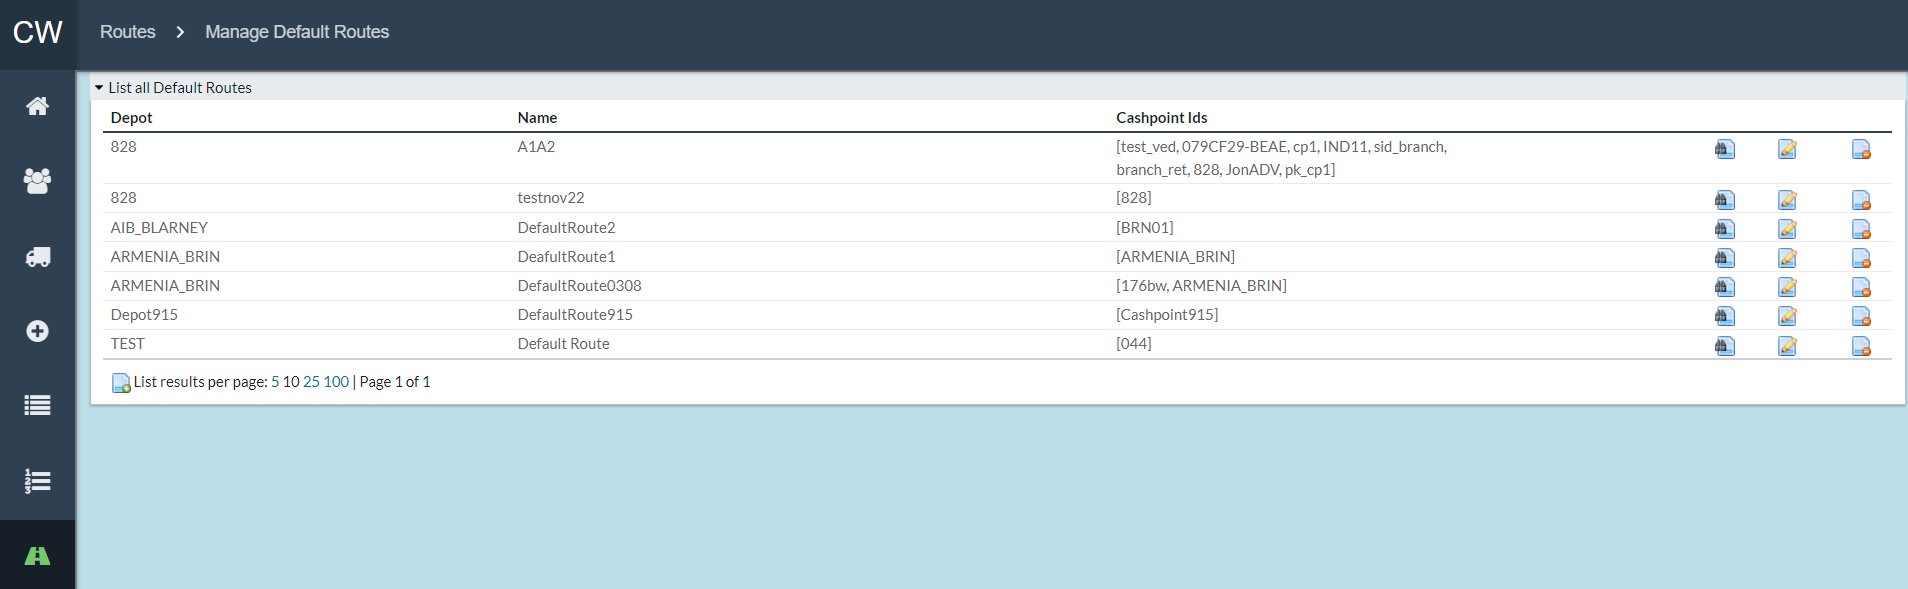 CW
Routes > Manage Default Routes
List all Default Routes
Depot Name Cashpoint Ids
828 A1A2 [test_ved, 079CF29-BEAE, cp1, IND11, sid_branch,
branch_ret, 828, JonADV, pk_cp1]
828 testnov22 [828]
AIB_BLARNEY DefaultRoute2 [BRN01]
ARMENIA_BRIN DeafultRoute1 [ARMENIA_BRIN]
ARMENIA_BRIN DefaultRoute0308 [176bw, ARMENIA_BRIN]
Depot915 DefaultRoute915 [Cashpoint915]
TEST Default Route [044]
List results per page: 5 10 25 100 | Page 1 of 1